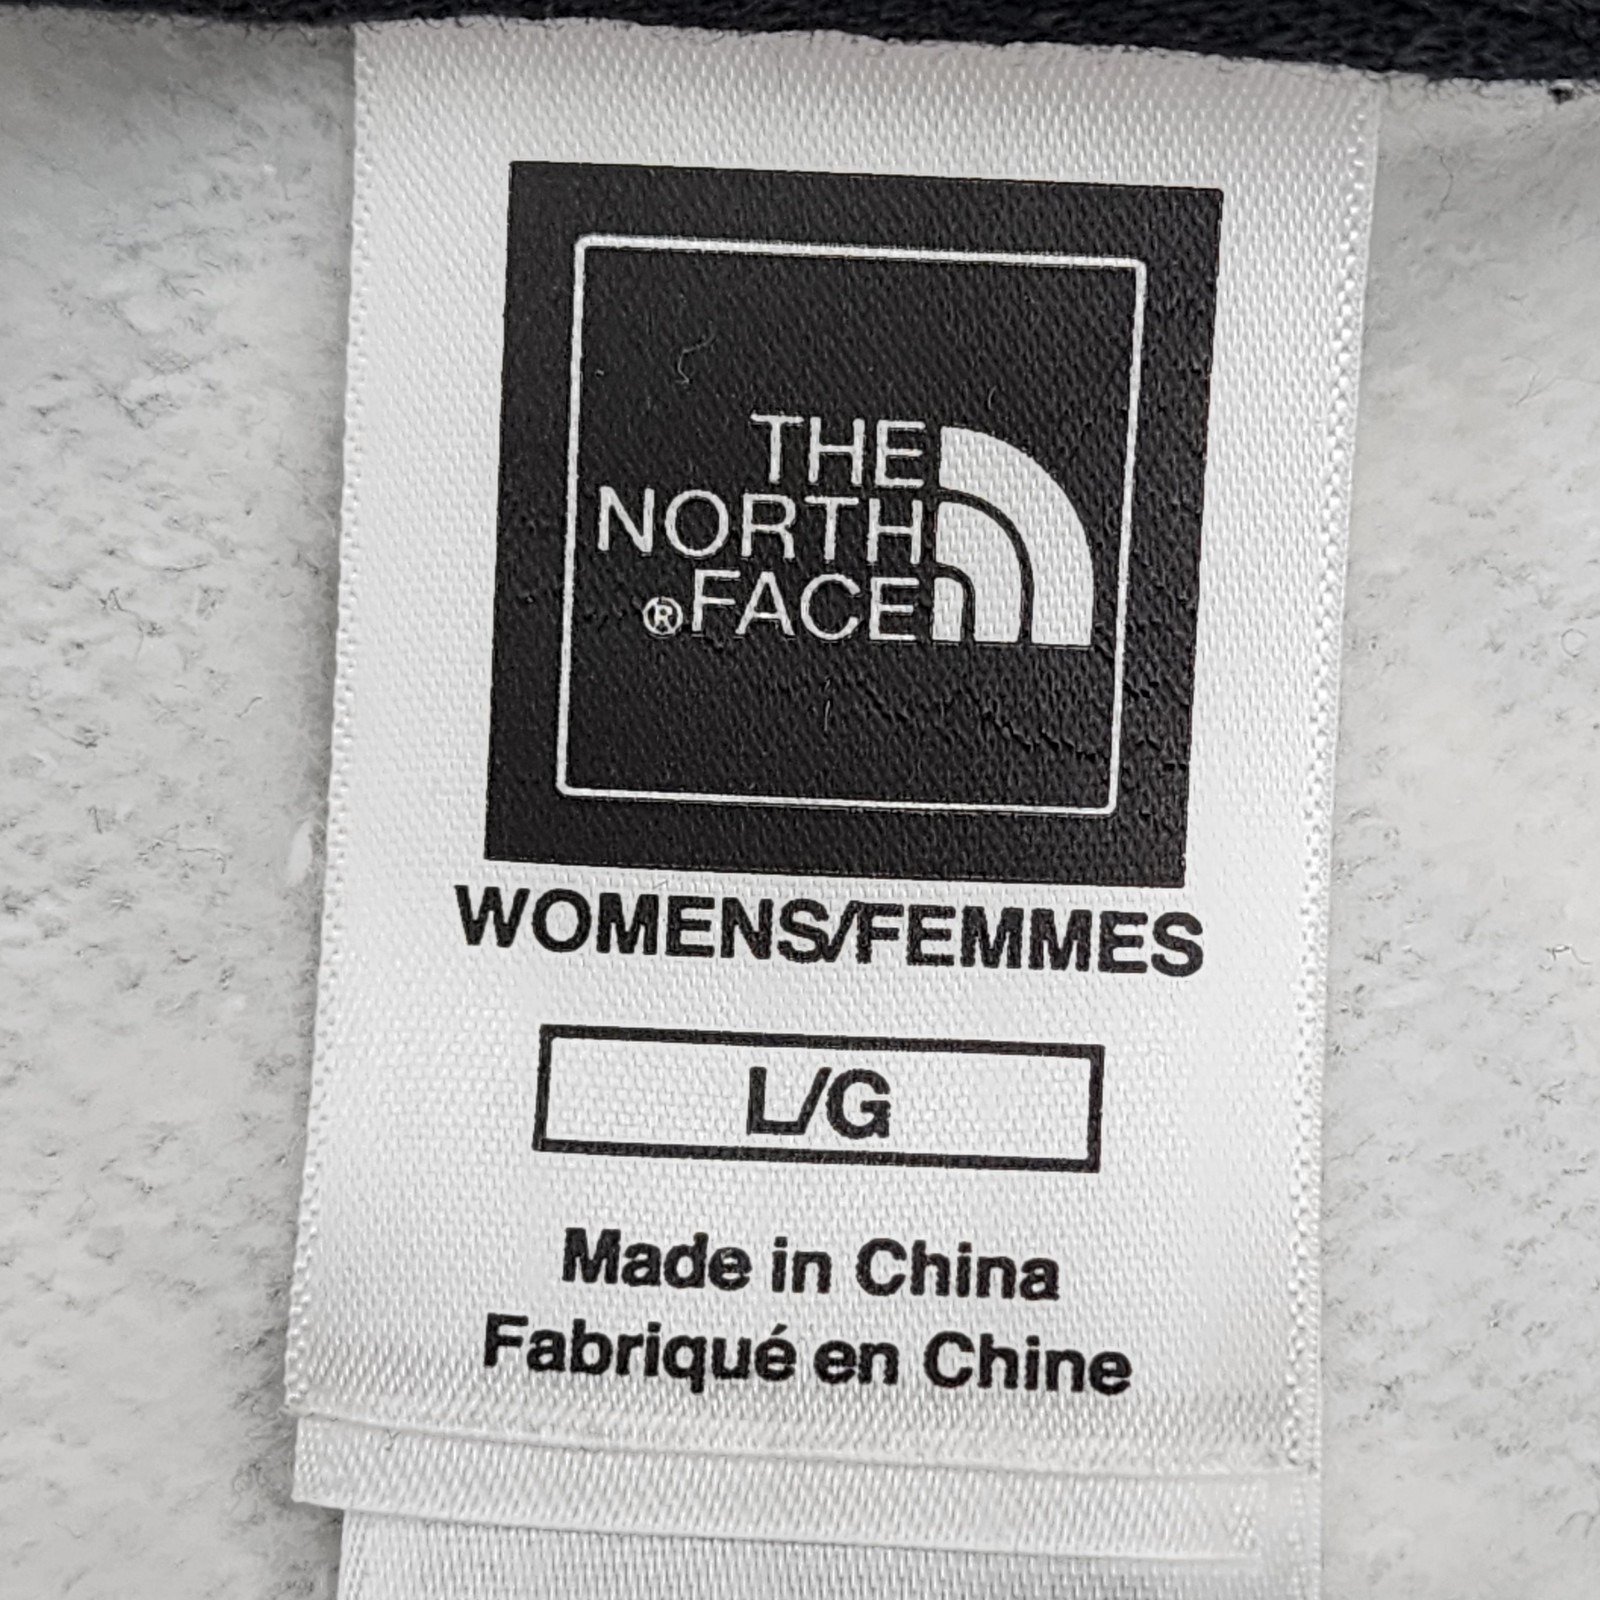 THE
NORTH
®FACE
WOMENS/FEMMES
L/G
Made in China
Fabriqué en Chine